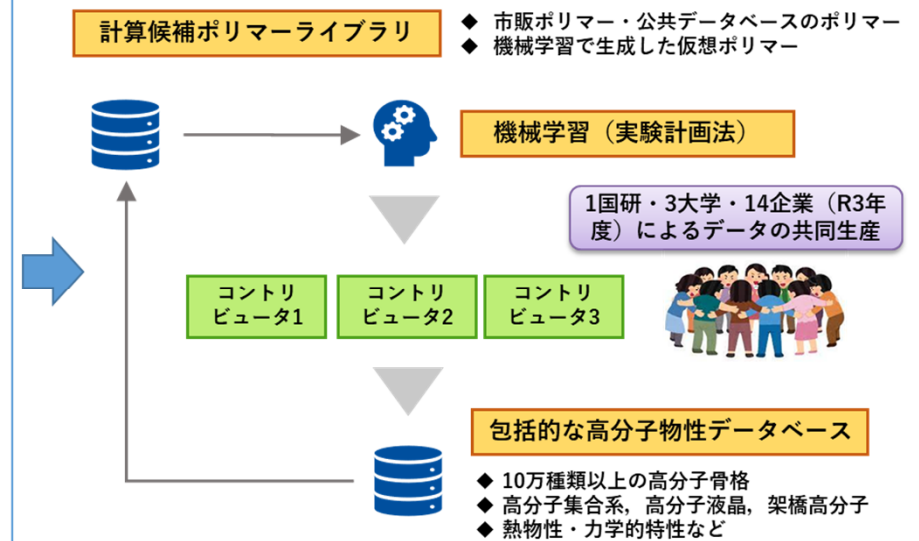 計算候補ポリマーライブラリ
◆ 市販ポリマー・公共データベースのポリマー
◆ 機械学習で生成した仮想ポリマー
機械学習（実験計画法）
1国研・3大学・14企業（R3年
度）によるデータの共同生産
コントリ
ビュータ1
コントリ
ビュータ2
コントリ
ビュータ3
包括的な高分子物性データベース
◆ 10万種類以上の高分子骨格
◆ 高分子集合系，高分子液晶，架橋高分子
◆ 熱物性・力学的特性など